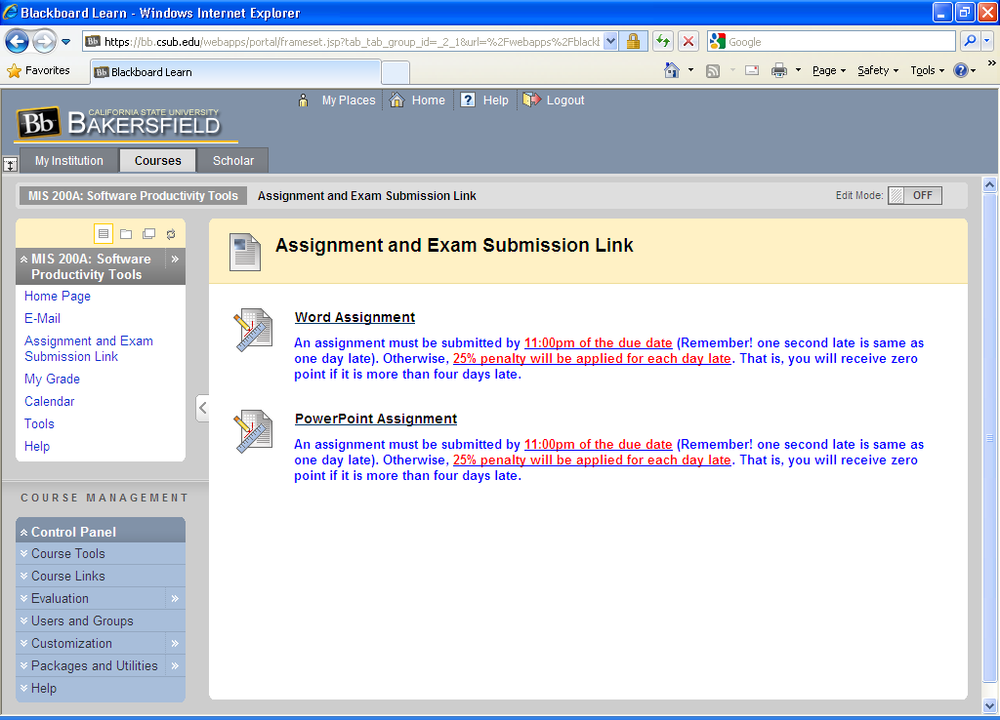 Blackboard Learn - Windows Internet Explorer
https://bb.csub.edu/webapps/portal/frameset.jsp?tab_tab_group_id=_2_1&url=%2Fwebapps%2Fblackb
Google
Favorites
Blackboard Learn
Page
Safety
Tools
My Places
Home
Help
Logout
Bb
CALIFORNIA STATE UNIVERSITY
BAKERSFIELD
My Institution
Courses
Scholar
MIS 200A: Software Productivity Tools
Assignment and Exam Submission Link
Edit Mode:
OFF
MIS 200A: Software
Productivity Tools
Home Page
E-Mail
Assignment and Exam
Submission Link
My Grade
Calendar
Tools
Help
COURSE MANAGEMENT
Control Panel
Course Tools
Course Links
Evaluation
Users and Groups
Customization
Packages and Utilities
Help
Assignment and Exam Submission Link
Word Assignment
An assignment must be submitted by 11:00pm of the due date (Remember! one second late is same as
one day late). Otherwise, 25% penalty will be applied for each day late. That is, you will receive zero
point if it is more than four days late.
PowerPoint Assignment
An assignment must be submitted by 11:00pm of the due date (Remember! one second late is same as
one day late). Otherwise, 25% penalty will be applied for each day late. That is, you will receive zero
point if it is more than four days late.